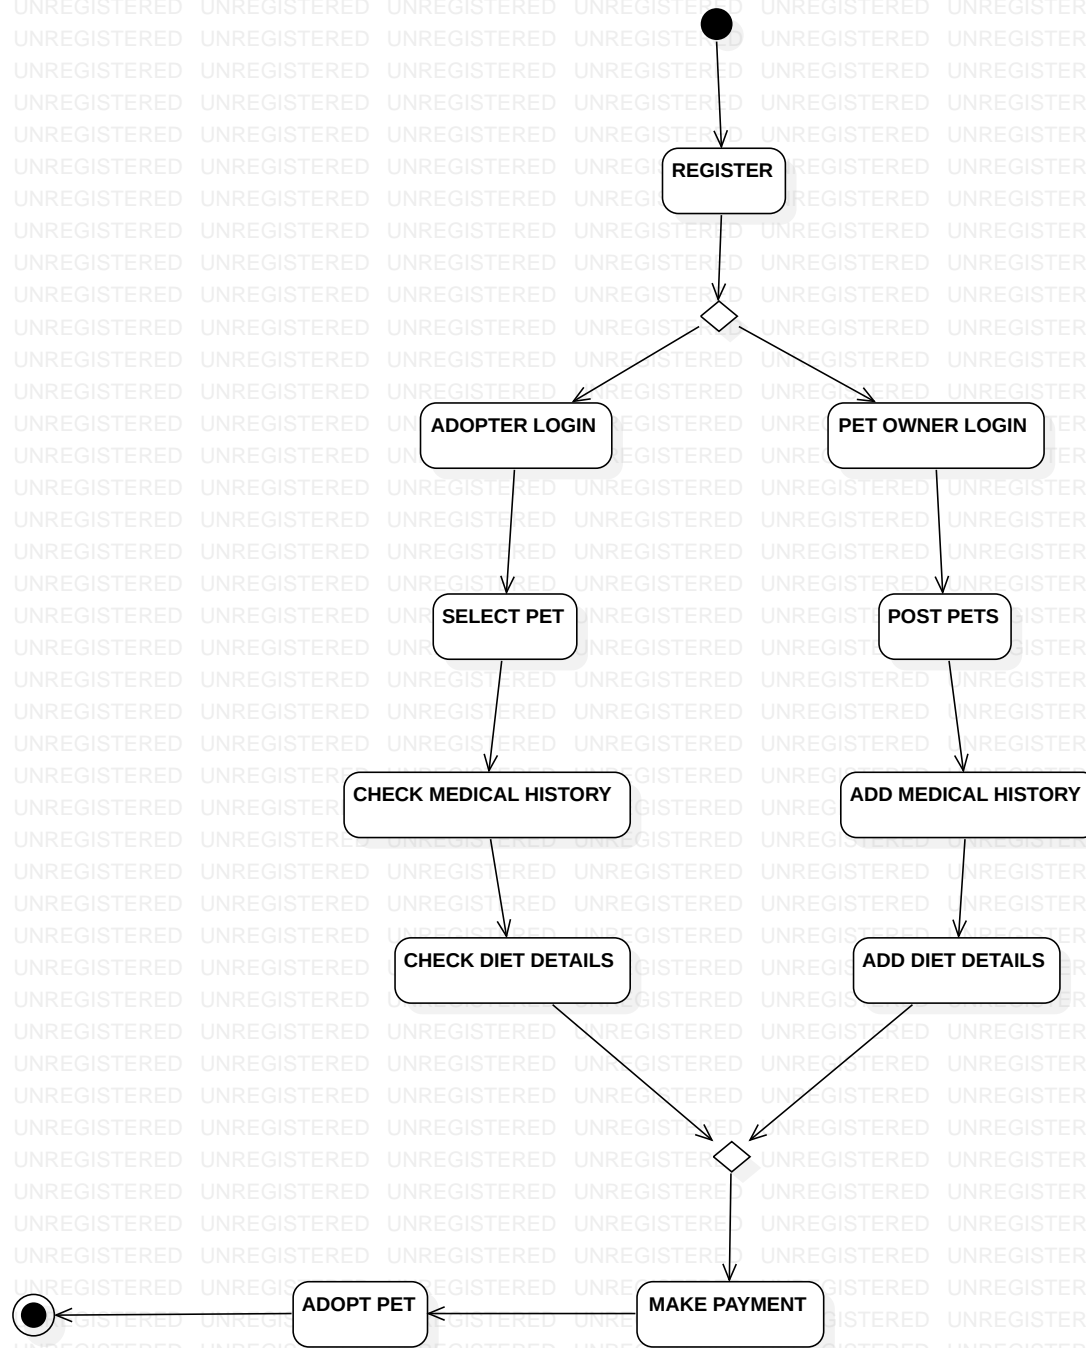 REGISTER
ADOPTER LOGIN
PET OWNER LOGIN
SELECT PET
POST PETS
CHECK MEDICAL HISTORY
ADD MEDICAL HISTORY
CHECK DIET DETAILS
ADD DIET DETAILS
ADOPT PET
MAKE PAYMENT
UNREGISTERED